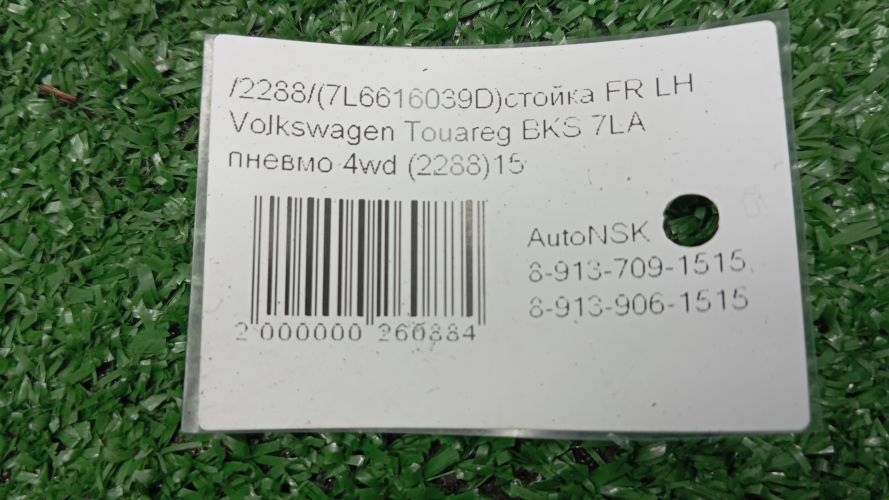 /2288/(7L6616039D)стойка FR LH
Volkswagen Touareg BKS 7LA
пневмо 4wd (2288)15
AutoNSK
8-913-709-1515,
8-913-906-1515
2 000000 260884